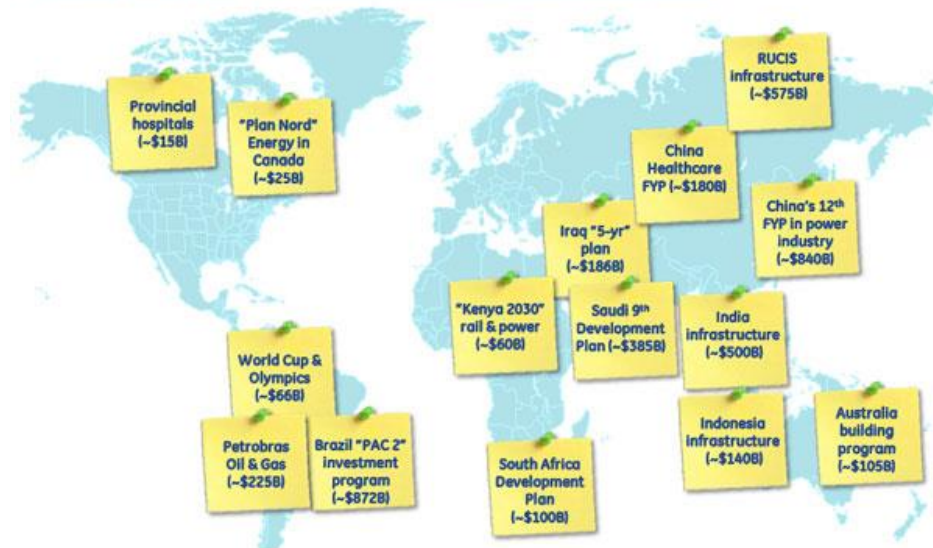 Provincial
hospitals
(~$15B)
"Plan Nord"
Energy in
Canada
(~$25B)
RUCIS
infrastructure
(~$575B)
China
Healthcare
FYP (~$180B)
China's 12th
FYP in power
industry
(~$840B)
Iraq "5-yr"
plan
(~$186B)
"Kenya 2030"
rail & power
(~$60B)
Saudi 9th
Development
Plan (~$385B)
India
infrastructure
(~$500B)
World Cup &
Olympics
(~$66B)
Petrobras
Oil & Gas
(~$225B)
Brazil "PAC 2"
investment
program
(~$872B)
South Africa
Development
Plan
(~$100B)
Indonesia
infrastructure
(~$140B)
Australia
building
program
(~$105B)